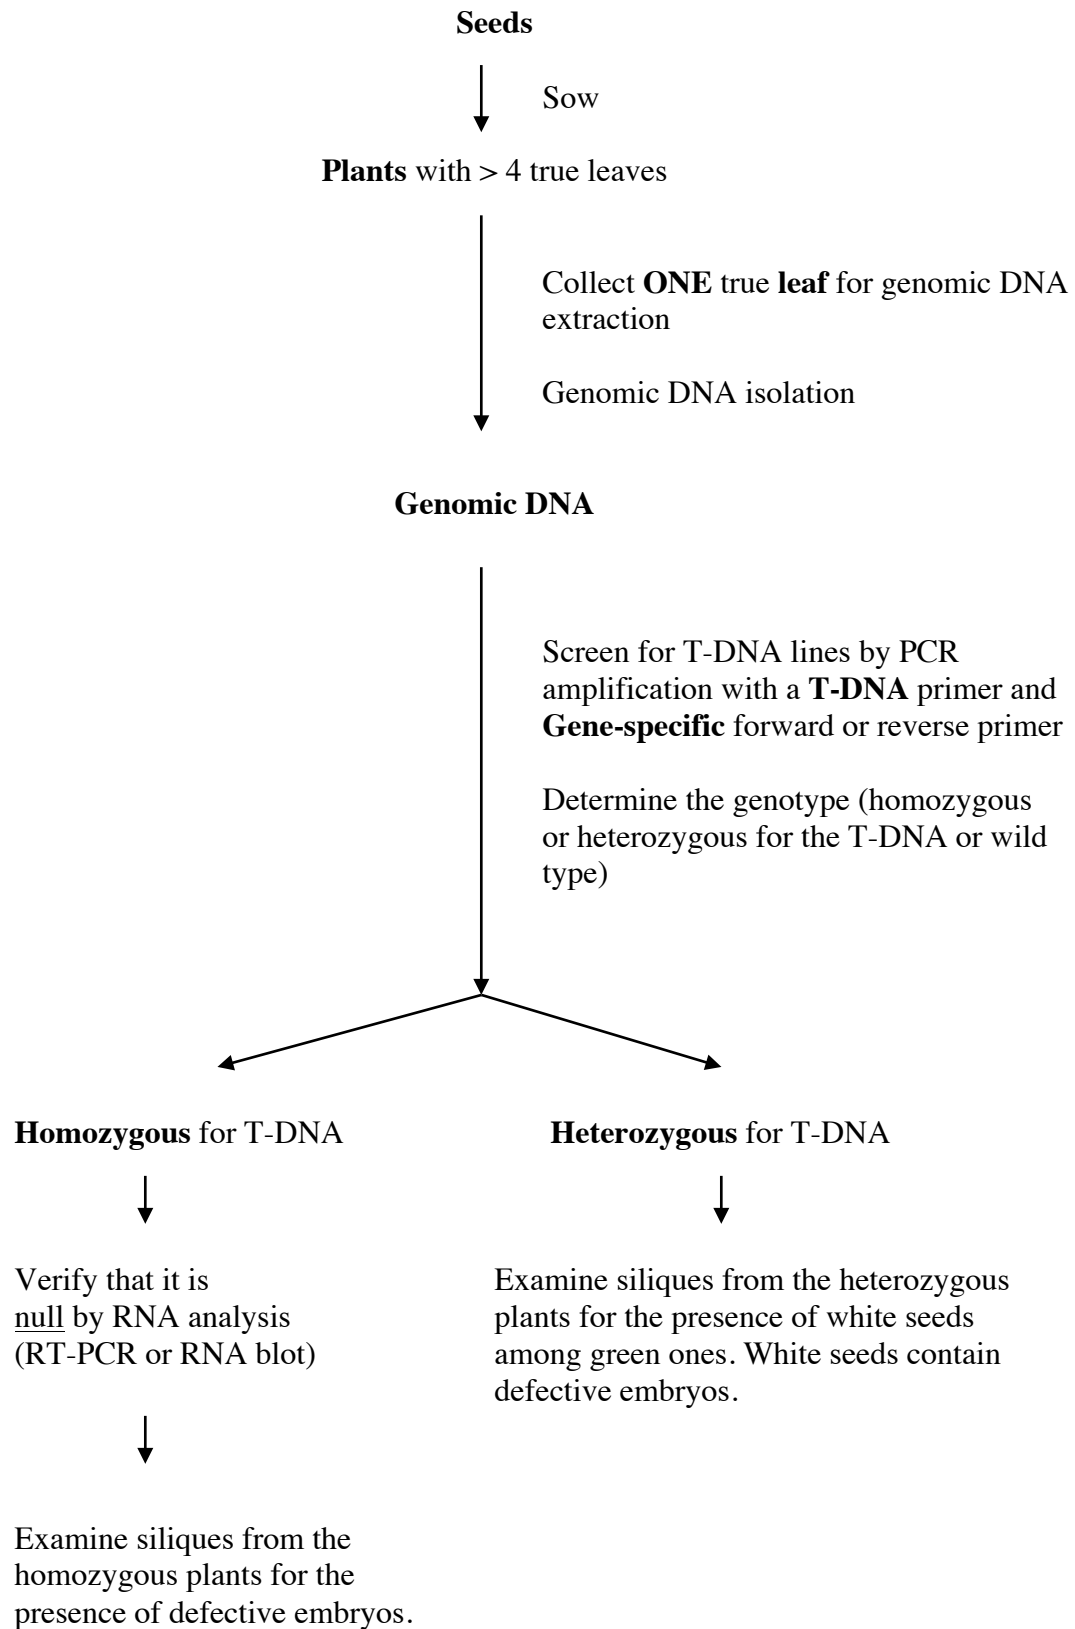 Seeds
Sow
Plants with > 4 true leaves
Collect ONE true leaf for genomic DNA
extraction
Genomic DNA isolation
Genomic DNA
Screen for T-DNA lines by PCR
amplification with a T-DNA primer and
Gene-specific forward or reverse primer
Determine the genotype (homozygous
or heterozygous for the T-DNA or wild
type)
Homozygous for T-DNA
Heterozygous for T-DNA
Verify that it is
null by RNA analysis
(RT-PCR or RNA blot)
Examine siliques from the heterozygous
plants for the presence of white seeds
among green ones. White seeds contain
defective embryos.
Examine siliques from the
homozygous plants for the
presence of defective embryos.